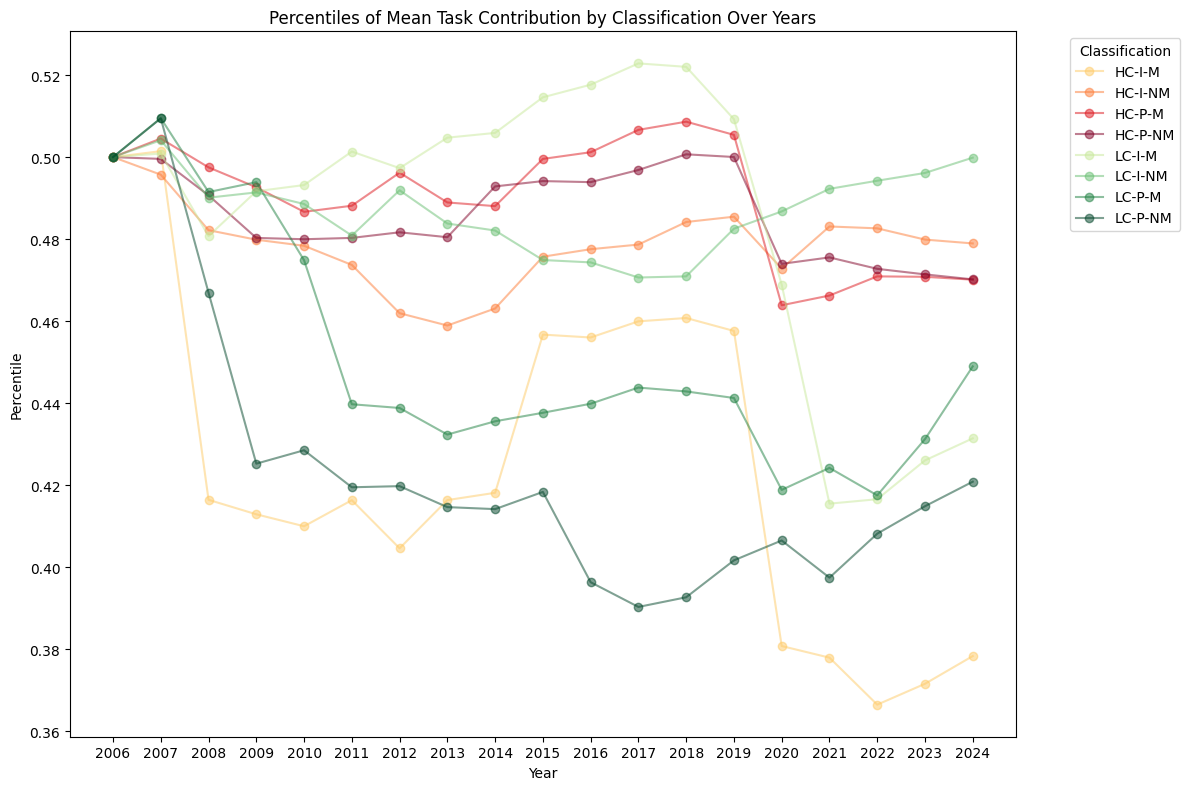 Percentiles of Mean Task Contribution by Classification Over Years
Classification
HC-I-M
HC-I-NM
HC-P-M
HC-P-NM
LC-I-M
LC-I-NM
LC-P-M
LC-P-NM
Percentile
0.52
0.50
0.48
0.46
0.44
0.42
0.40
0.38
0.36
2006 2007 2008 2009 2010 2011 2012 2013 2014 2015 2016 2017 2018 2019 2020 2021 2022 2023 2024
Year